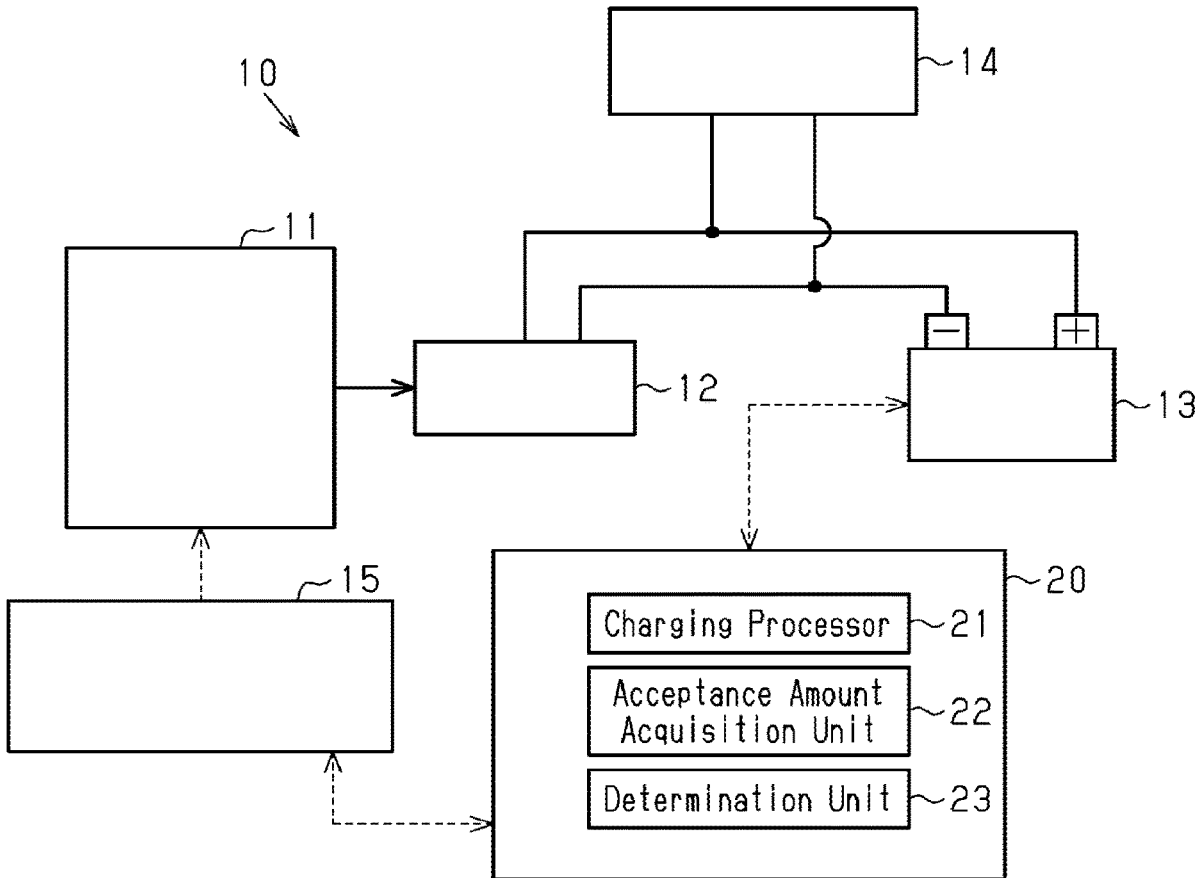 14
10
11
12
− +
13
15
20
Charging Processor 21
Acceptance Amount
Acquisition Unit 22
Determination Unit 23